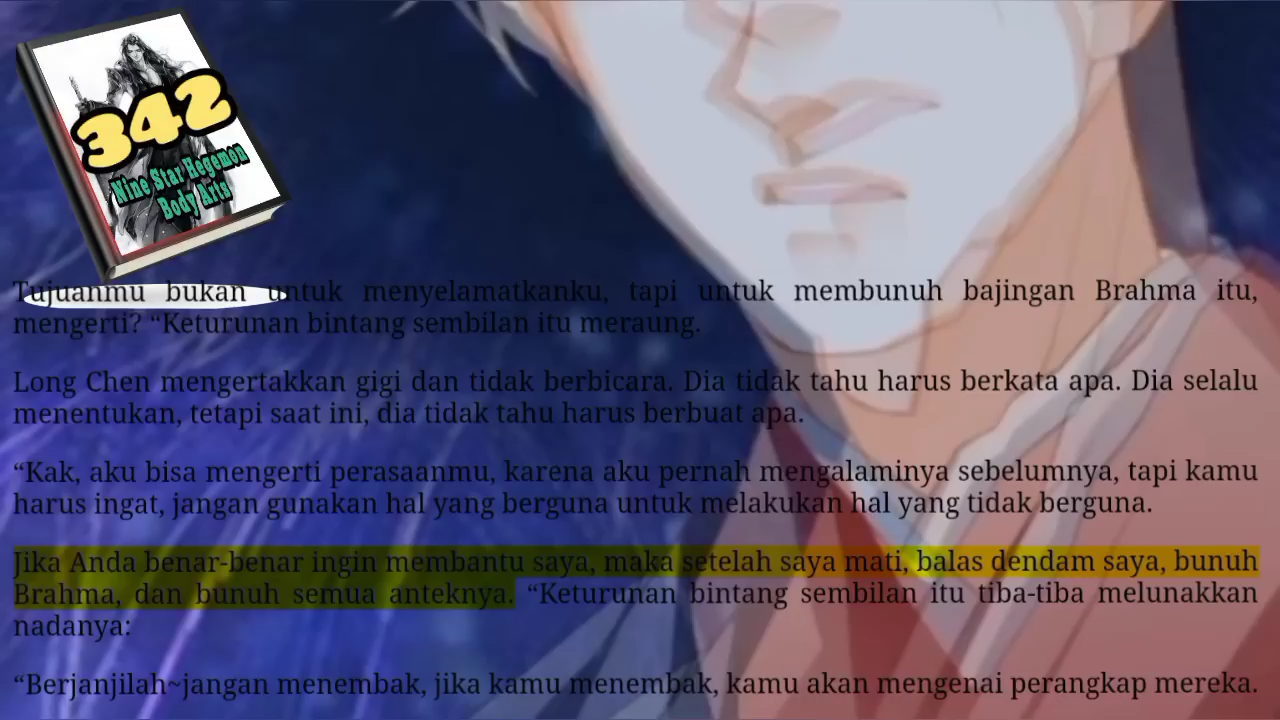 342
Nine Star Hegemon
Body Arts
Tujuanmu bukan untuk menyelamatkanku, tapi untuk membunuh bajingan Brahma itu,
mengerti? “Keturunan bintang sembilan itu meraung.
Long Chen mengertakkan gigi dan tidak berbicara. Dia tidak tahu harus berkata apa. Dia selalu
menentukan, tetapi saat ini, dia tidak tahu harus berbuat apa.
“Kak, aku bisa mengerti perasaanmu, karena aku pernah mengalaminya sebelumnya, tapi kamu
harus ingat, jangan gunakan hal yang berguna untuk melakukan hal yang tidak berguna.
Jika Anda benar-benar ingin membantu saya, maka setelah saya mati, balas dendam saya, bunuh
Brahma, dan bunuh semua anteknya. “Keturunan bintang sembilan itu tiba-tiba melunakkan
nadanya:
“Berjanjilah~jangan menembak, jika kamu menembak, kamu akan mengenai perangkap mereka.